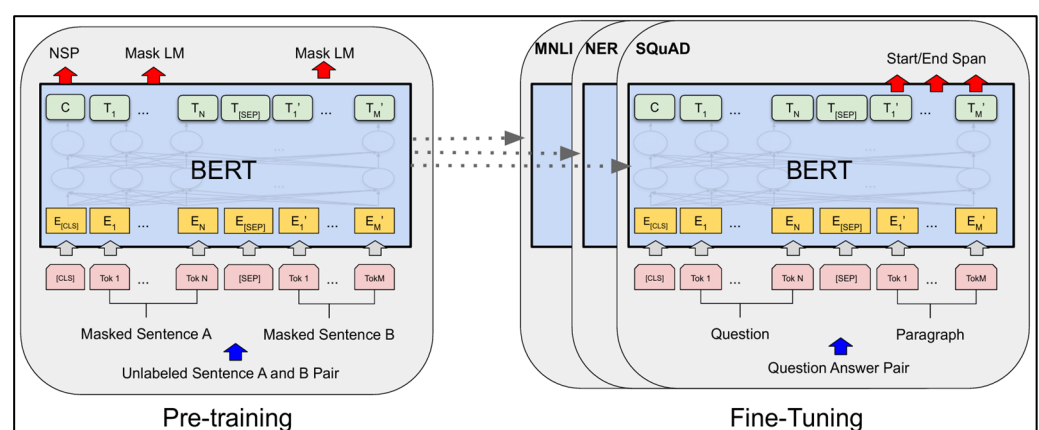 NSP Mask LM Mask LM
C T1 ... TN T[SEP] T1' ... TM'
...
BERT
...
E[CLS] E1 ... EN E[SEP] E1' ... EM'
[CLS] Tok 1 ... Tok N [SEP] Tok 1 ... TokM
Masked Sentence A Masked Sentence B
Unlabeled Sentence A and B Pair
Pre-training
MNLI NER SQuAD
Start/End Span
C T1 ... TN T[SEP] T1' ... TM'
...
BERT
...
E[CLS] E1 ... EN E[SEP] E1' ... EM'
[CLS] Tok 1 ... Tok N [SEP] Tok 1 ... TokM
Question Paragraph
Question Answer Pair
Fine-Tuning